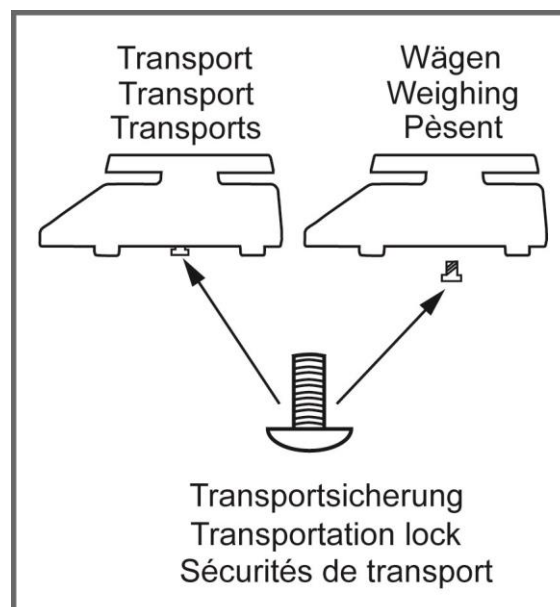 Transport
Transport
Transports
Wägen
Weighing
Pèsent
Transportsicherung
Transportation lock
Sécurités de transport